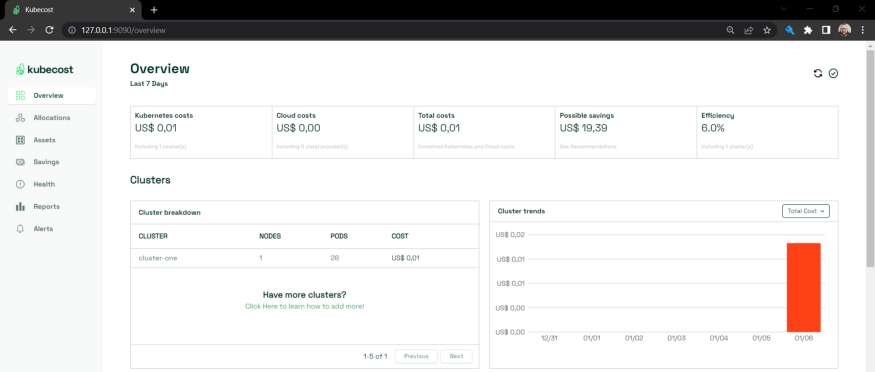 Kubecost
127.0.0.1:9090/overview
kubecost
Overview
Allocations
Assets
Savings
Health
Reports
Alerts
Overview
Last 7 Days
Kubernetes costs
US$ 0,01
Including 1 cluster(s)
Cloud costs
US$ 0,00
Including 0 cloud provider(s)
Total costs
US$ 0,01
Combined Kubernetes and Cloud costs
Possible savings
US$ 19,39
See Recommendations
Efficiency
6.0%
Including 1 cluster(s)
Clusters
Cluster breakdown
CLUSTER NODES PODS COST
cluster-one 1 28 US$ 0,01
Have more clusters?
Click Here to learn how to add more!
1-5 of 1 Previous Next
Cluster trends
Total Cost
US$ 0,02
US$ 0,01
US$ 0,01
US$ 0,00
US$ 0,00
12/31 01/01 01/02 01/03 01/04 01/05 01/06